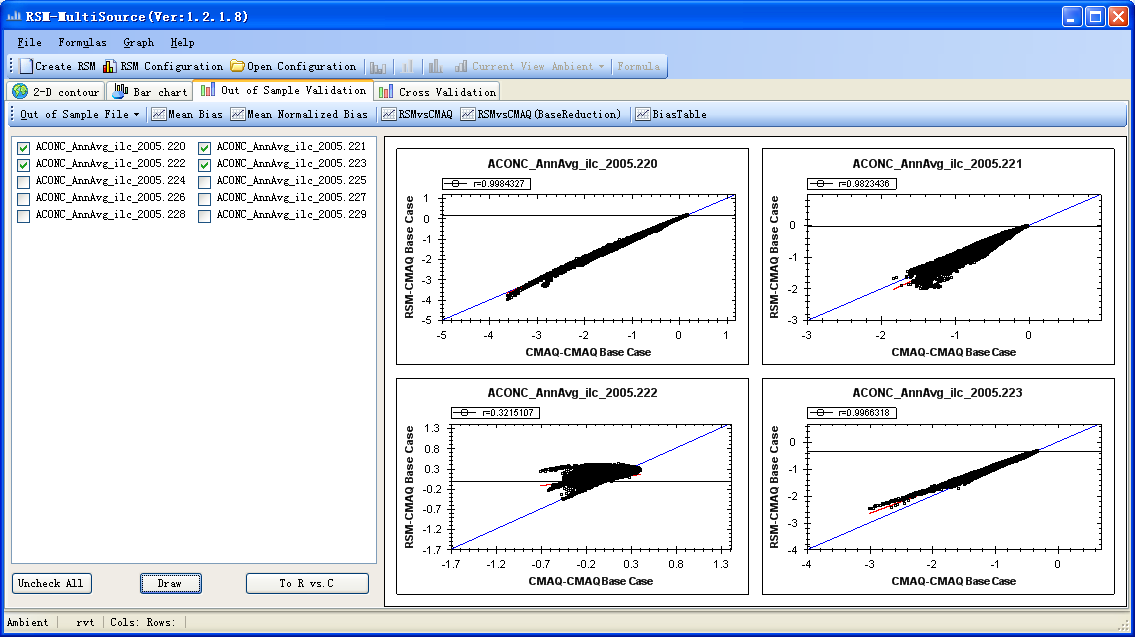 RSM-MultiSource(Ver:1.2.1.8)
File Formulas Graph Help
Create RSM RSM Configuration Open Configuration Current View Ambient Formula
2-D contour Bar chart Out of Sample Validation Cross Validation
Out of Sample File Mean Bias Mean Normalized Bias RSMvsCMAQ RSMvsCMAQ(BaseReduction) BiasTable
ACONC_AnnAvg_ilc_2005.220 ACONC_AnnAvg_ilc_2005.221
ACONC_AnnAvg_ilc_2005.222 ACONC_AnnAvg_ilc_2005.223
ACONC_AnnAvg_ilc_2005.224 ACONC_AnnAvg_ilc_2005.225
ACONC_AnnAvg_ilc_2005.226 ACONC_AnnAvg_ilc_2005.227
ACONC_AnnAvg_ilc_2005.228 ACONC_AnnAvg_ilc_2005.229
Uncheck All Draw To R vs.C
ACONC_AnnAvg_ilc_2005.220
r=0.9984327
RSM-CMAQ Base Case
1
0
-1
-2
-3
-4
-5
-5 -4 -3 -2 -1 0 1
CMAQ-CMAQ Base Case
ACONC_AnnAvg_ilc_2005.221
r=0.9823436
RSM-CMAQ Base Case
0
-1
-2
-3
-3 -2 -1 0
CMAQ-CMAQ Base Case
ACONC_AnnAvg_ilc_2005.222
r=0.3215107
RSM-CMAQ Base Case
1.3
0.8
0.3
-0.2
-0.7
-1.2
-1.7
-1.7 -1.2 -0.7 -0.2 0.3 0.8 1.3
CMAQ-CMAQ Base Case
ACONC_AnnAvg_ilc_2005.223
r=0.9966318
RSM-CMAQ Base Case
0
-1
-2
-3
-4
-4 -3 -2 -1 0
CMAQ-CMAQ Base Case
Ambient rvt Cols: Rows: